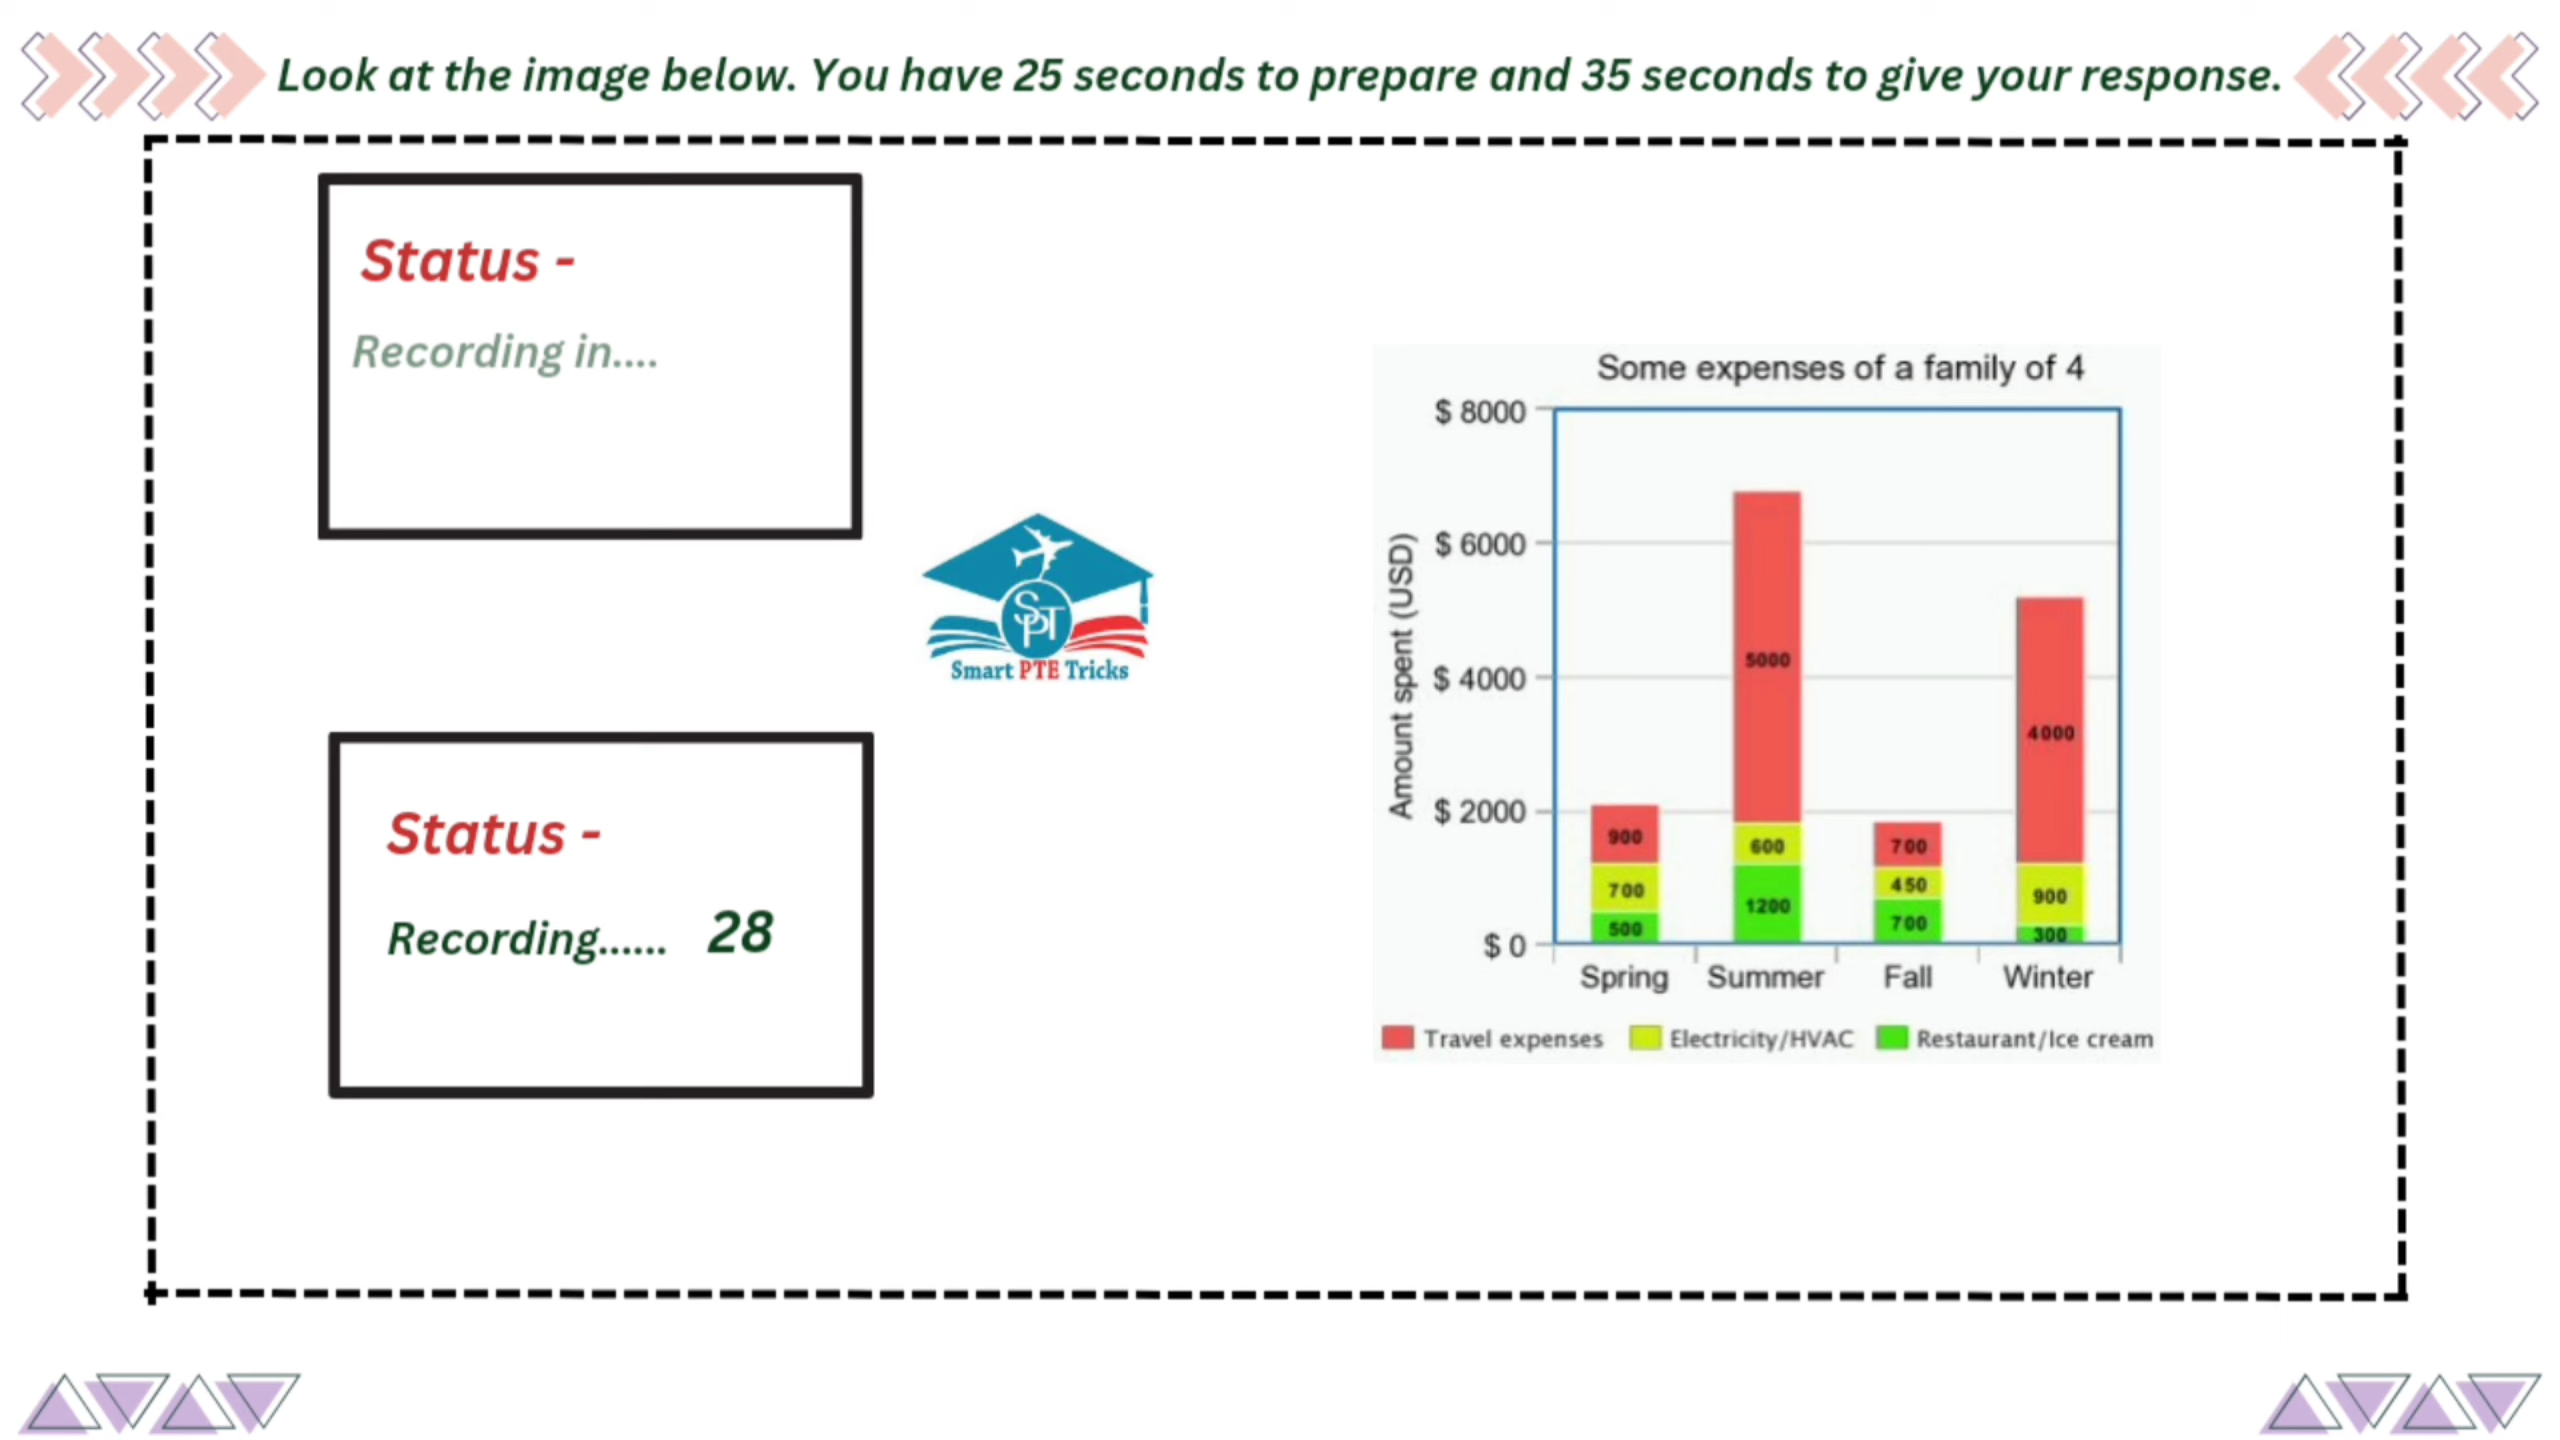 Look at the image below. You have 25 seconds to prepare and 35 seconds to give your response.
Status -
Recording in....
SPT
Smart PTE Tricks
Status -
Recording...... 28
Some expenses of a family of 4
Amount spent (USD)
$ 8000
$ 6000
$ 4000
$ 2000
$ 0
900
700
500
5000
600
1200
700
450
700
4000
900
300
Spring Summer Fall Winter
Travel expenses Electricity/HVAC Restaurant/Ice cream